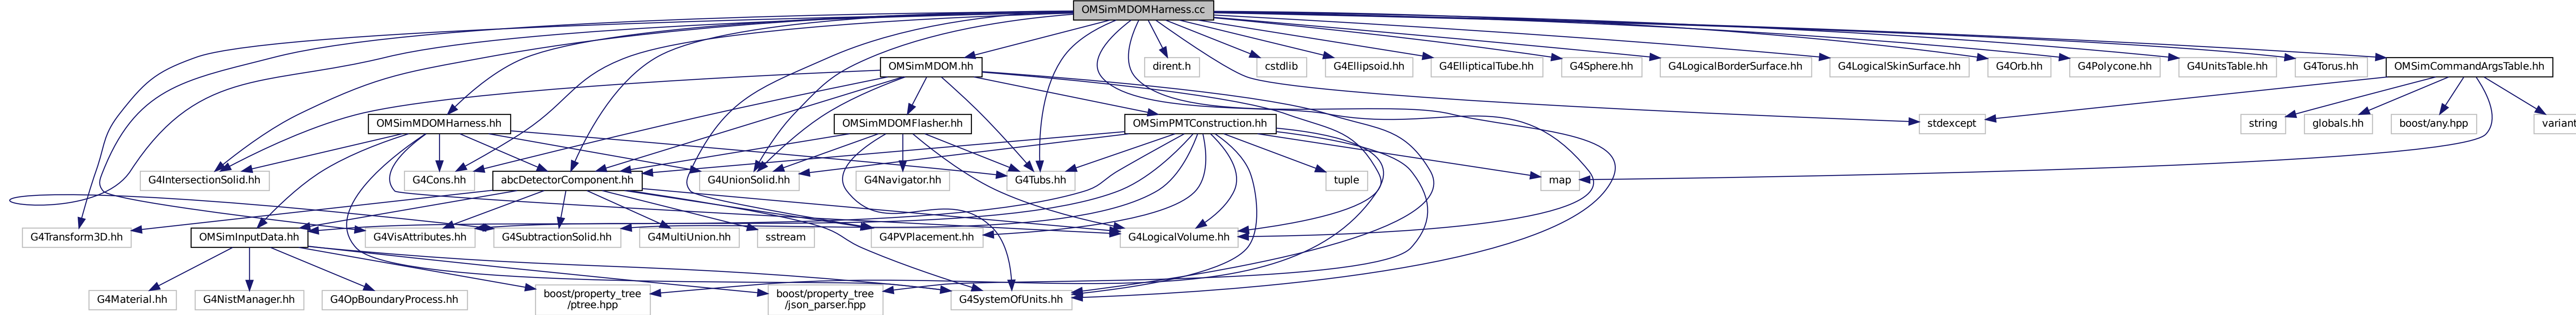 OMSimMDOMHarness.cc
OMSimMDOM.hh
dirent.h
cstdlib
G4Ellipsoid.hh
G4EllipticalTube.hh
G4Sphere.hh
G4LogicalBorderSurface.hh
G4LogicalSkinSurface.hh
G4Orb.hh
G4Polycone.hh
G4UnitsTable.hh
G4Torus.hh
OMSimCommandArgsTable.hh
OMSimMDOMHarness.hh
OMSimMDOMFlasher.hh
OMSimPMTConstruction.hh
stdexcept
string
globals.hh
boost/any.hpp
variant
G4IntersectionSolid.hh
G4Cons.hh
abcDetectorComponent.hh
G4UnionSolid.hh
G4Navigator.hh
G4Tubs.hh
tuple
map
G4Transform3D.hh
OMSimInputData.hh
G4VisAttributes.hh
G4SubtractionSolid.hh
G4MultiUnion.hh
sstream
G4PVPlacement.hh
G4LogicalVolume.hh
G4Material.hh
G4NistManager.hh
G4OpBoundaryProcess.hh
boost/property_tree
/ptree.hpp
boost/property_tree
/json_parser.hpp
G4SystemOfUnits.hh